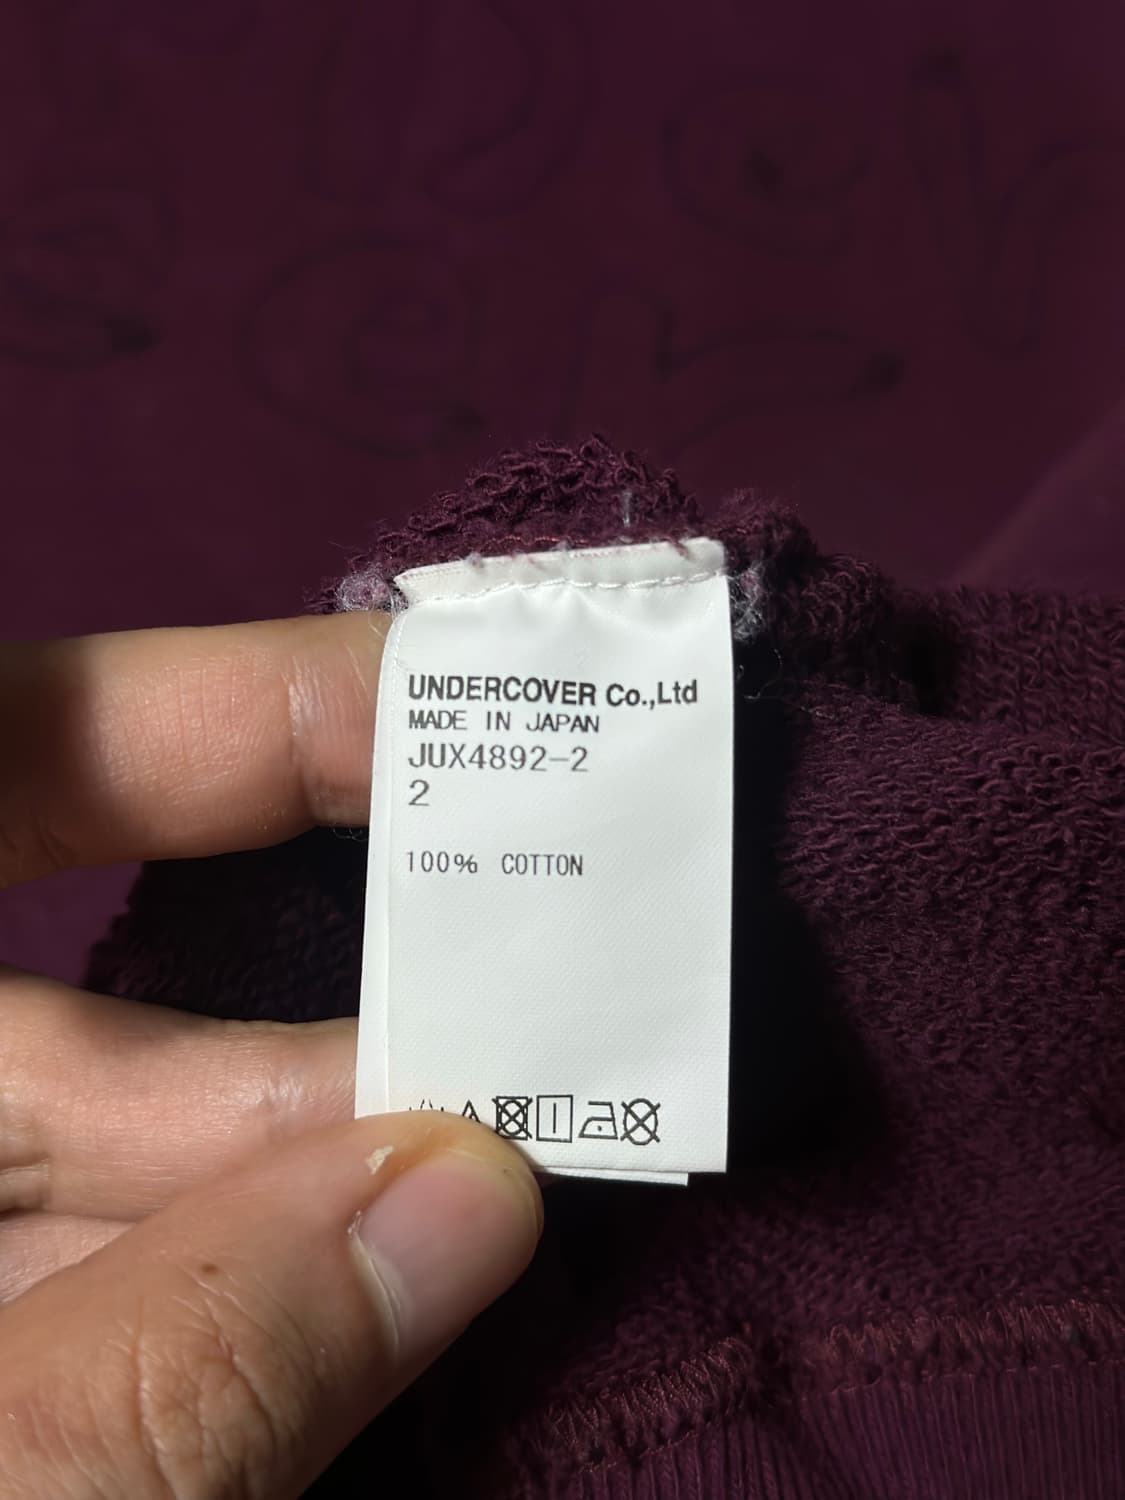 UNDERCOVER Co.,Ltd
MADE IN JAPAN
JUX4892-2
2
100% COTTON